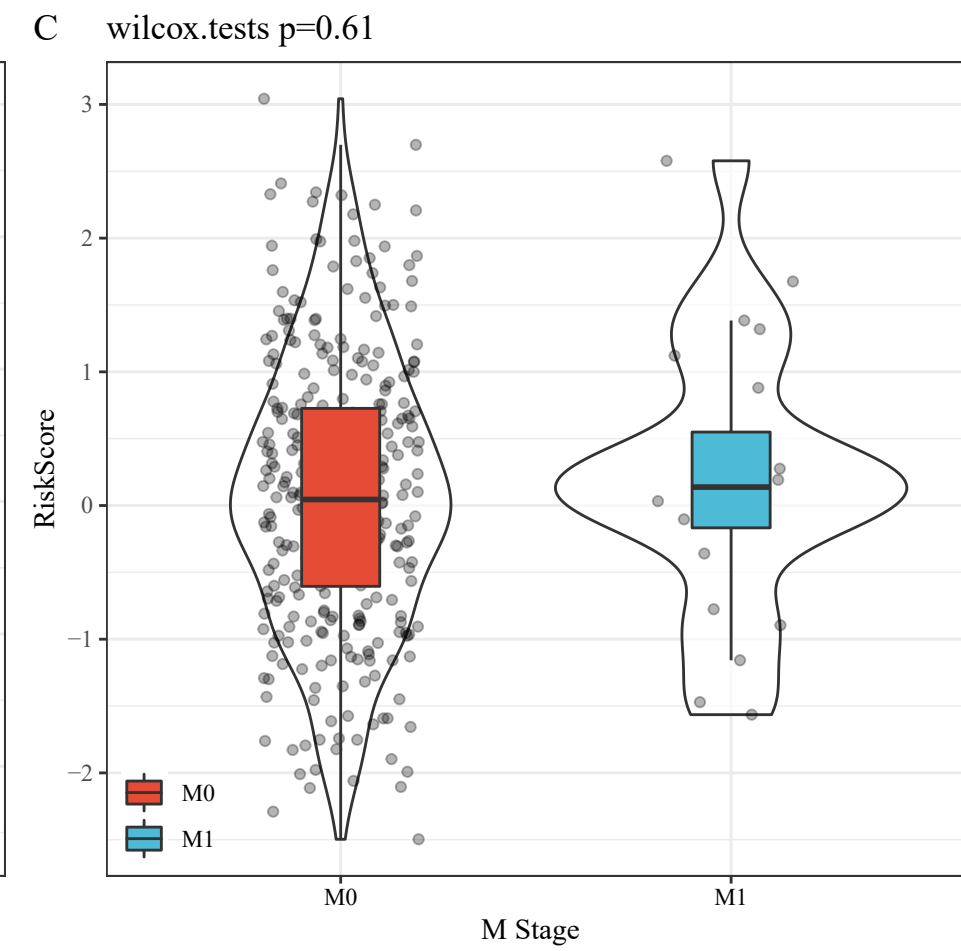 C wilcox.tests p=0.61
3
2
1
0
−1
−2
RiskScore
M0
M1
M0 M1
M Stage